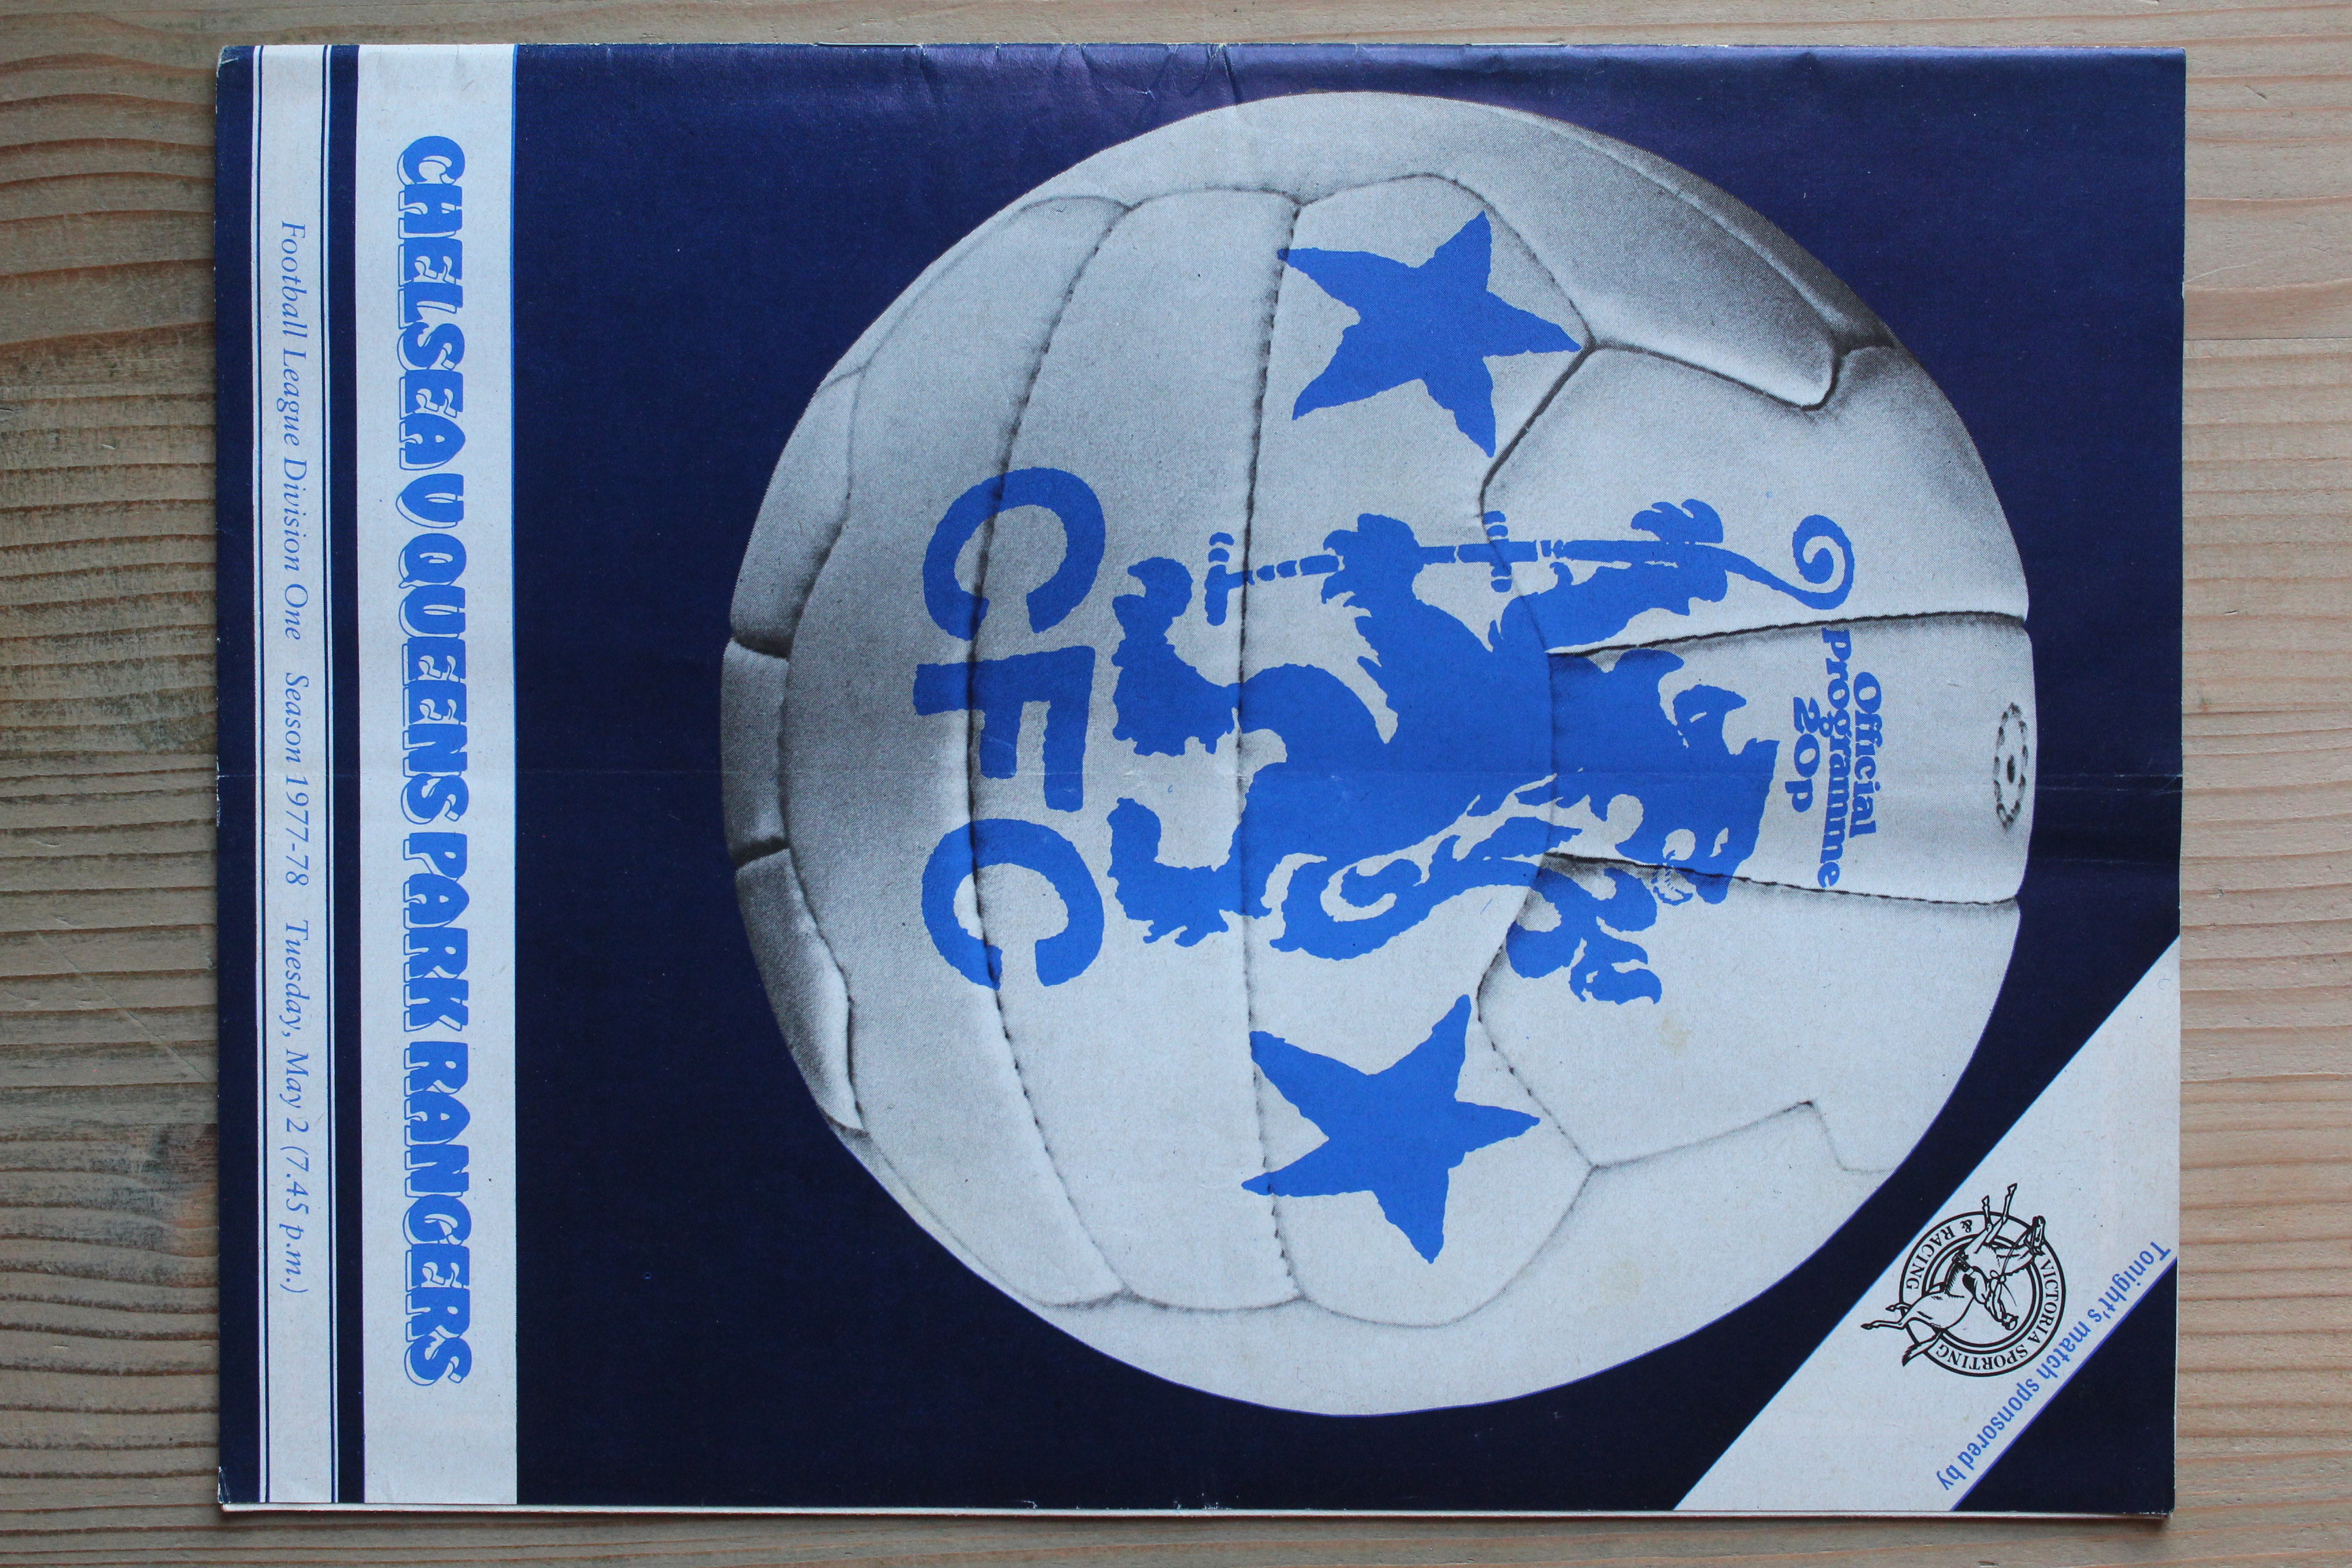 Tonight's match sponsored by
VICTORIA SPORTING
& RACING
Official
Programme
20p
CFC
CHELSEA V QUEENS PARK RANGERS
Football League Division One Season 1977-78 Tuesday, May 2 (7.45 p.m.)